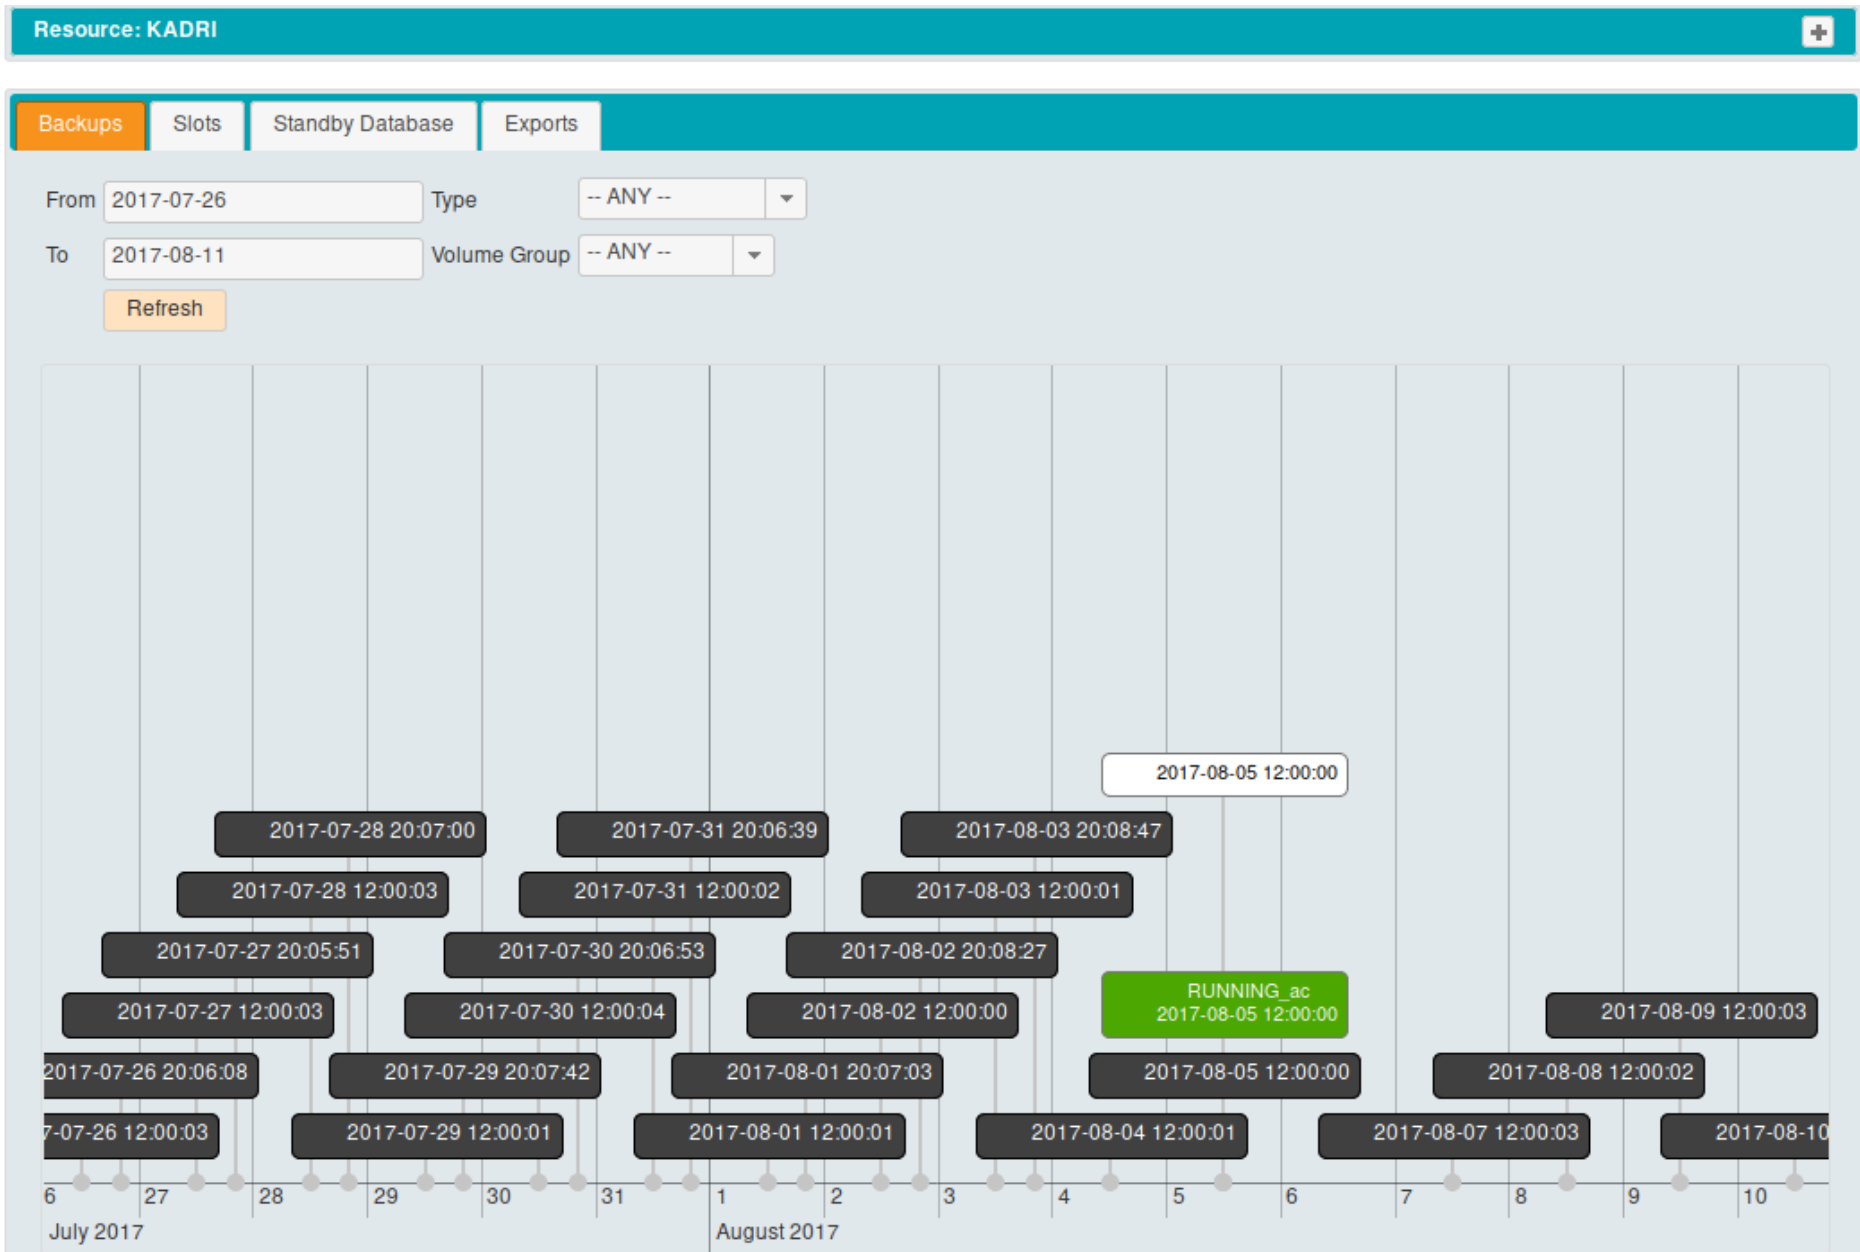 Resource: KADRI
Backups Slots Standby Database Exports
From 2017-07-26 Type -- ANY --
To 2017-08-11 Volume Group -- ANY --
Refresh
2017-08-05 12:00:00
2017-07-28 20:07:00 2017-07-31 20:06:39 2017-08-03 20:08:47
2017-07-28 12:00:03 2017-07-31 12:00:02 2017-08-03 12:00:01
2017-07-27 20:05:51 2017-07-30 20:06:53 2017-08-02 20:08:27
RUNNING_ac
2017-07-27 12:00:03 2017-07-30 12:00:04 2017-08-02 12:00:00 2017-08-05 12:00:00 2017-08-09 12:00:03
2017-07-26 20:06:08 2017-07-29 20:07:42 2017-08-01 20:07:03 2017-08-05 12:00:00 2017-08-08 12:00:02
7-07-26 12:00:03 2017-07-29 12:00:01 2017-08-01 12:00:01 2017-08-04 12:00:01 2017-08-07 12:00:03 2017-08-10
6 27 28 29 30 31 1 2 3 4 5 6 7 8 9 10
July 2017 August 2017